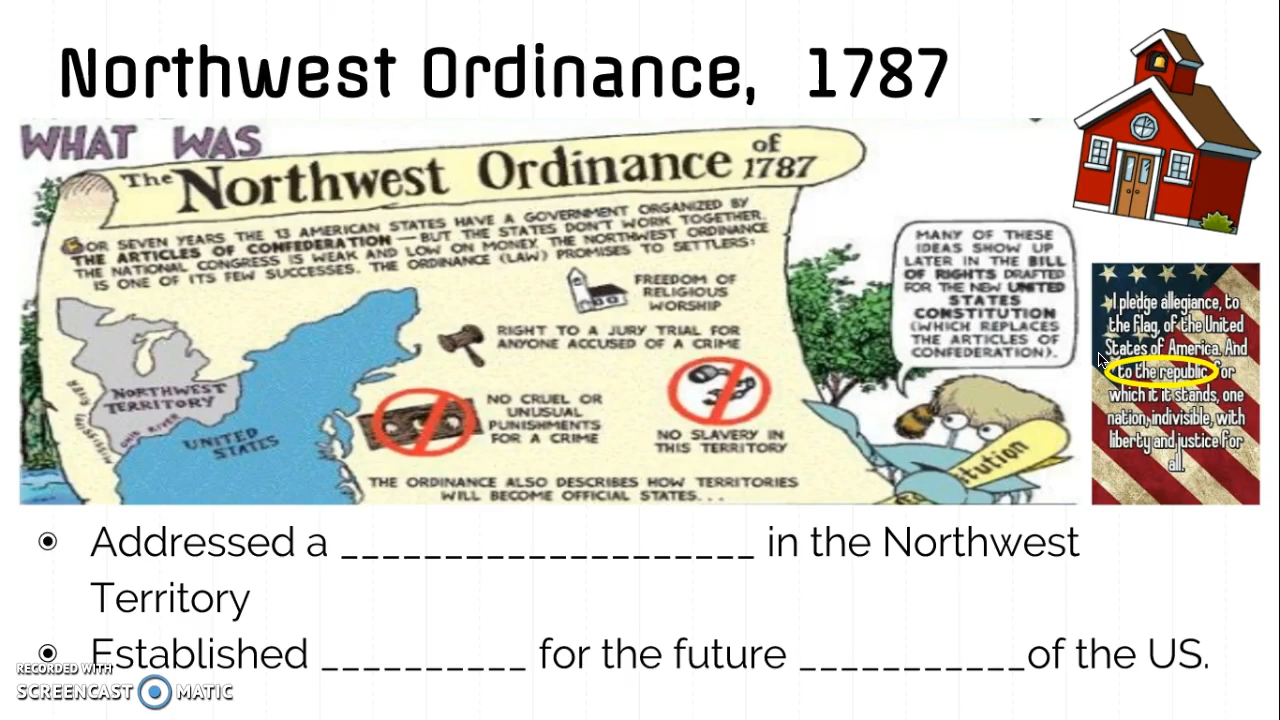 Northwest Ordinance, 1787
WHAT WAS
The Northwest Ordinance of 1787
FOR SEVEN YEARS THE 13 AMERICAN STATES HAVE A GOVERNMENT ORGANIZED BY
THE ARTICLES OF CONFEDERATION — BUT THE STATES DON'T WORK TOGETHER.
THE NATIONAL CONGRESS IS WEAK AND LOW ON MONEY. THE NORTHWEST ORDINANCE
IS ONE OF ITS FEW SUCCESSES. THE ORDINANCE (LAW) PROMISES TO SETTLERS:
FREEDOM OF
RELIGIOUS
WORSHIP
RIGHT TO A JURY TRIAL FOR
ANYONE ACCUSED OF A CRIME
NO CRUEL OR
UNUSUAL
PUNISHMENTS
FOR A CRIME
NO SLAVERY IN
THIS TERRITORY
THE ORDINANCE ALSO DESCRIBES HOW TERRITORIES
WILL BECOME OFFICIAL STATES...
NORTHWEST
TERRITORY
OHIO RIVER
UNITED
STATES
MANY OF THESE
IDEAS SHOW UP
LATER IN THE BILL
OF RIGHTS DRAFTED
FOR THE NEW UNITED
STATES
CONSTITUTION
(WHICH REPLACES
THE ARTICLES OF
CONFEDERATION).
I pledge allegiance, to
the flag, of the United
States of America. And
to the republic for
which it it stands, one
nation, indivisible, with
liberty and justice for
all.
Addressed a ____________________ in the Northwest
Territory
Established __________ for the future ___________of the US.
RECORDED WITH
SCREENCAST MATIC